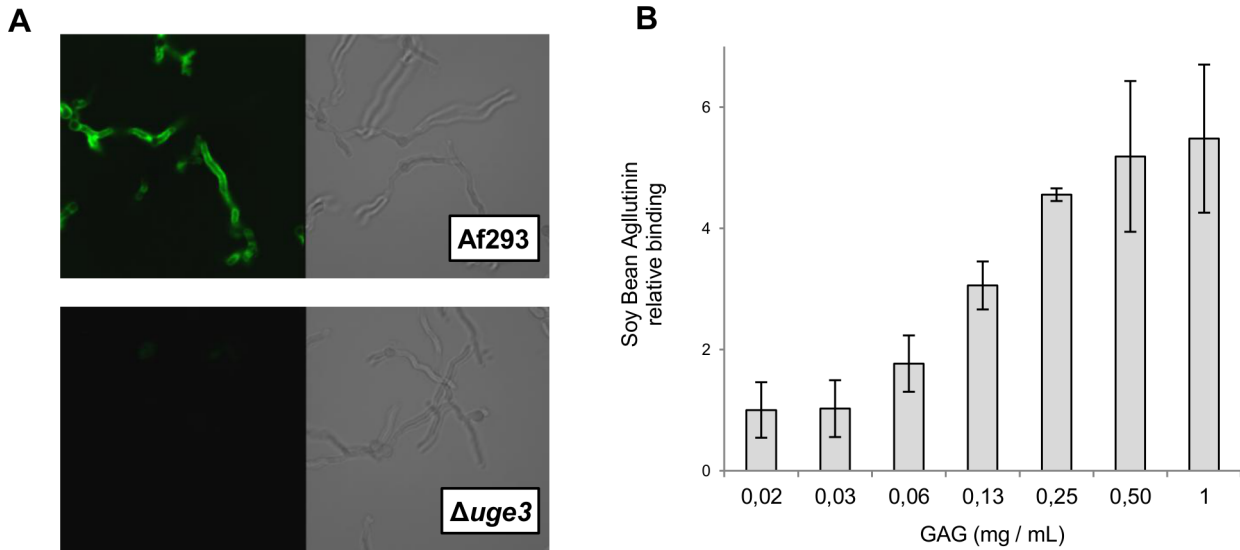 A
Af293
Δuge3
B
Soy Bean Agllutinin
relative binding
6
4
2
0
0,02 0,03 0,06 0,13 0,25 0,50 1
GAG (mg / mL)